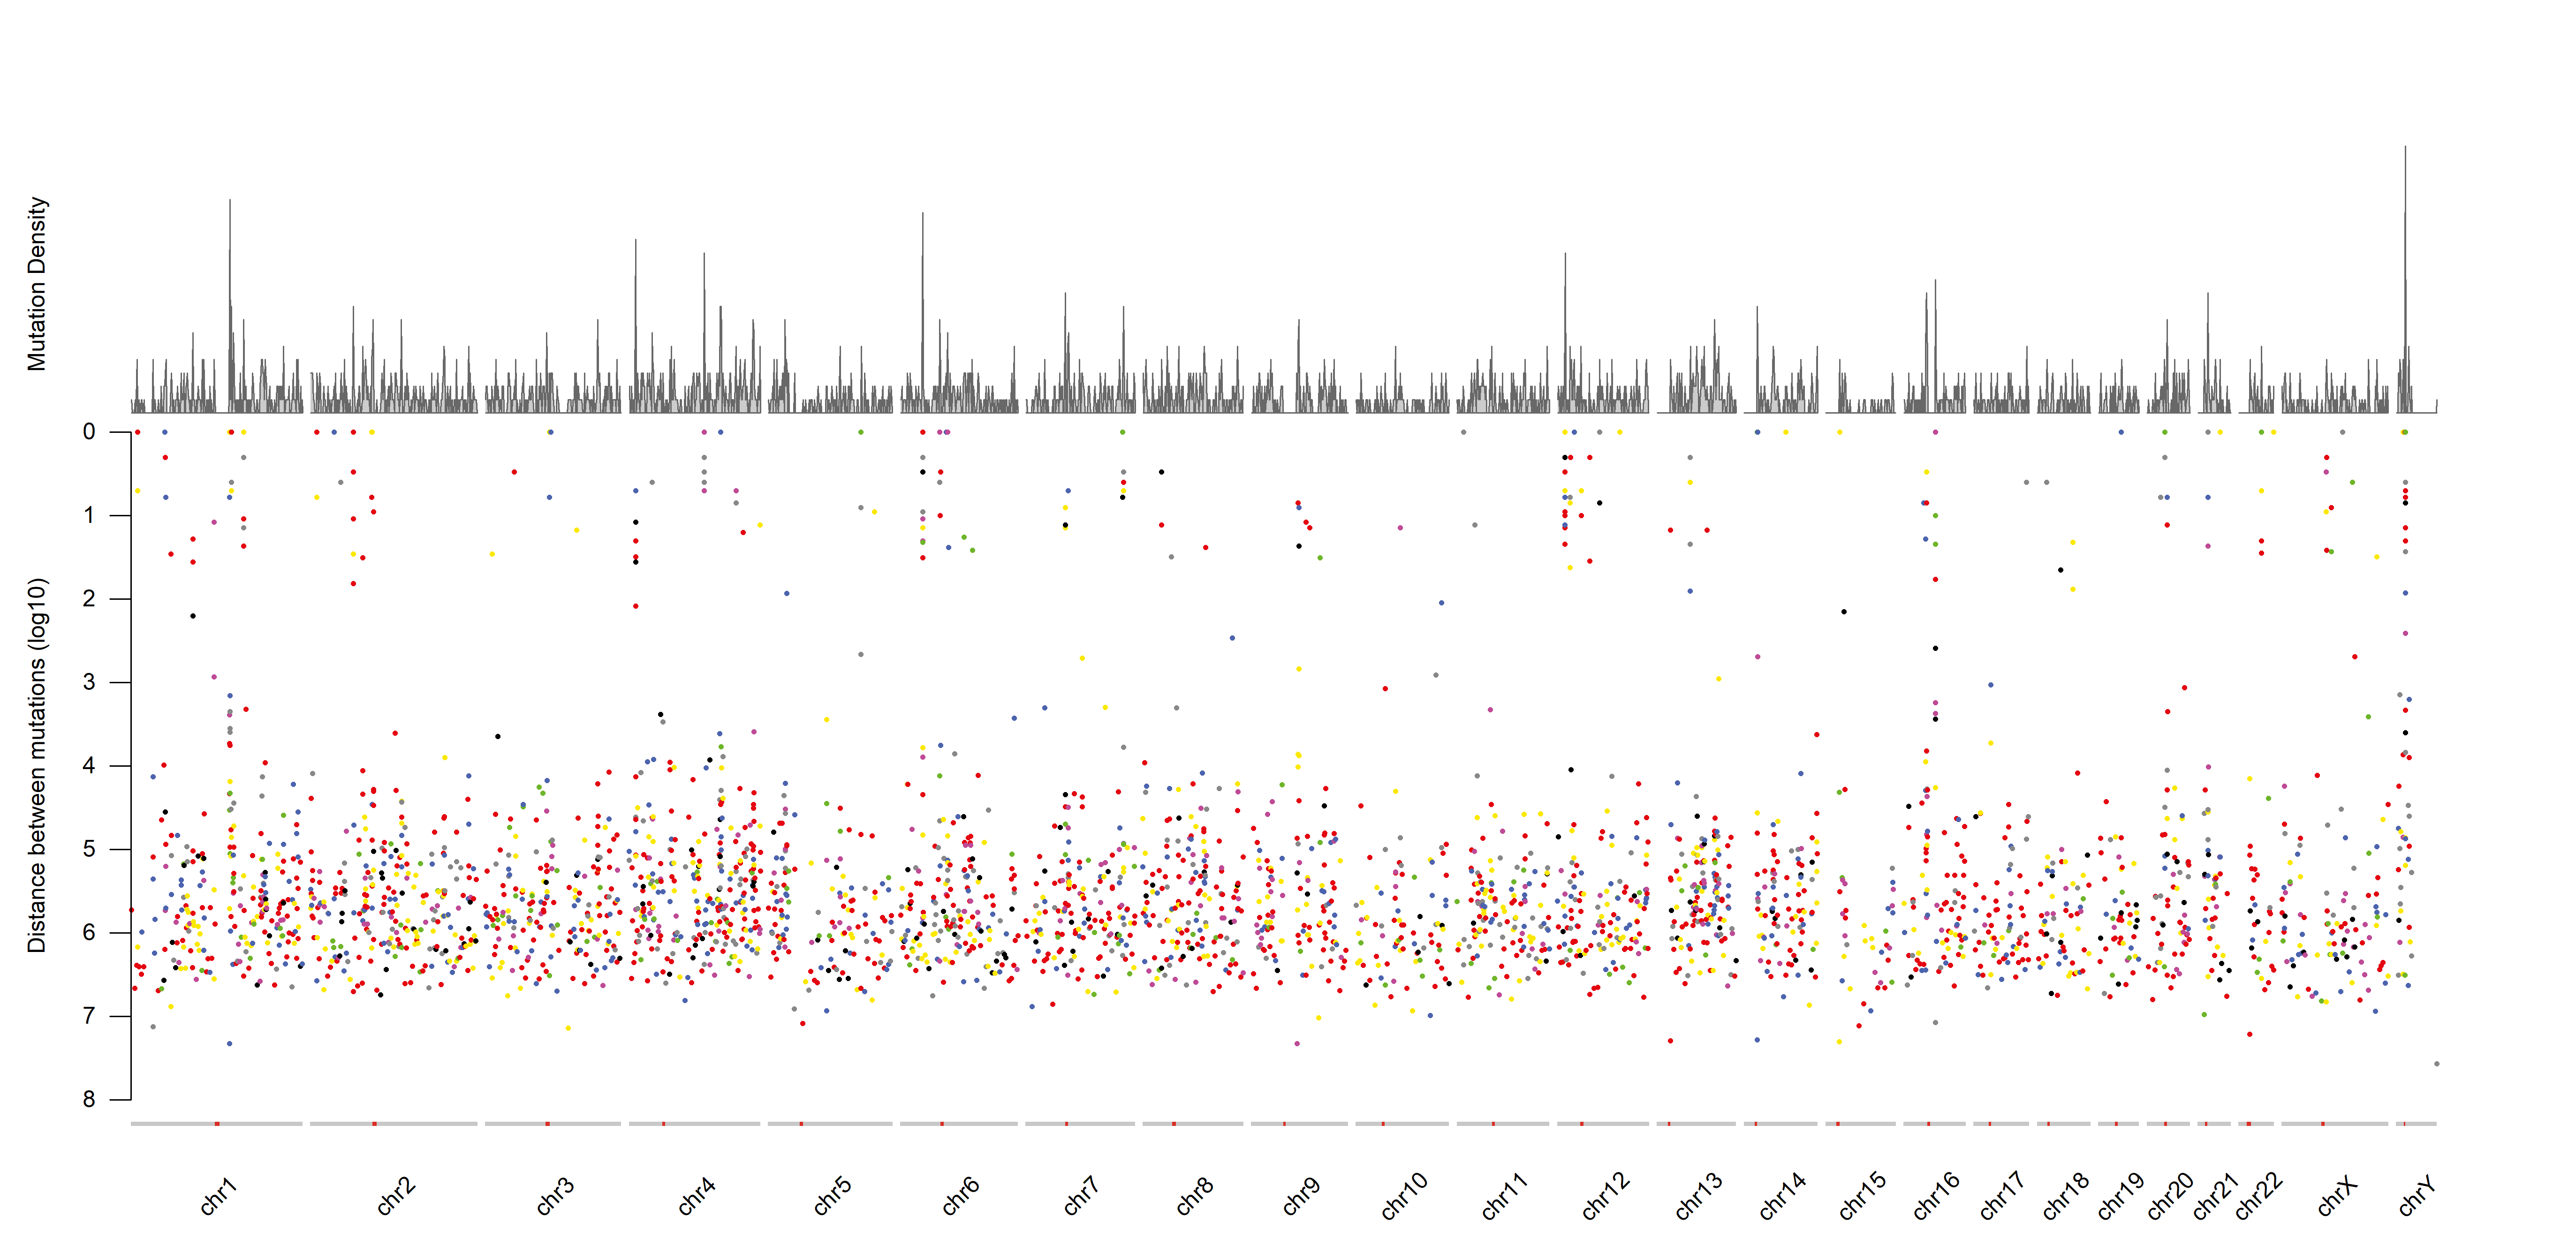 Mutation Density
Distance between mutations (log10)
0
1
2
3
4
5
6
7
8
chr1
chr2
chr3
chr4
chr5
chr6
chr7
chr8
chr9
chr10
chr11
chr12
chr13
chr14
chr15
chr16
chr17
chr18
chr19
chr20
chr21
chr22
chrX
chrY